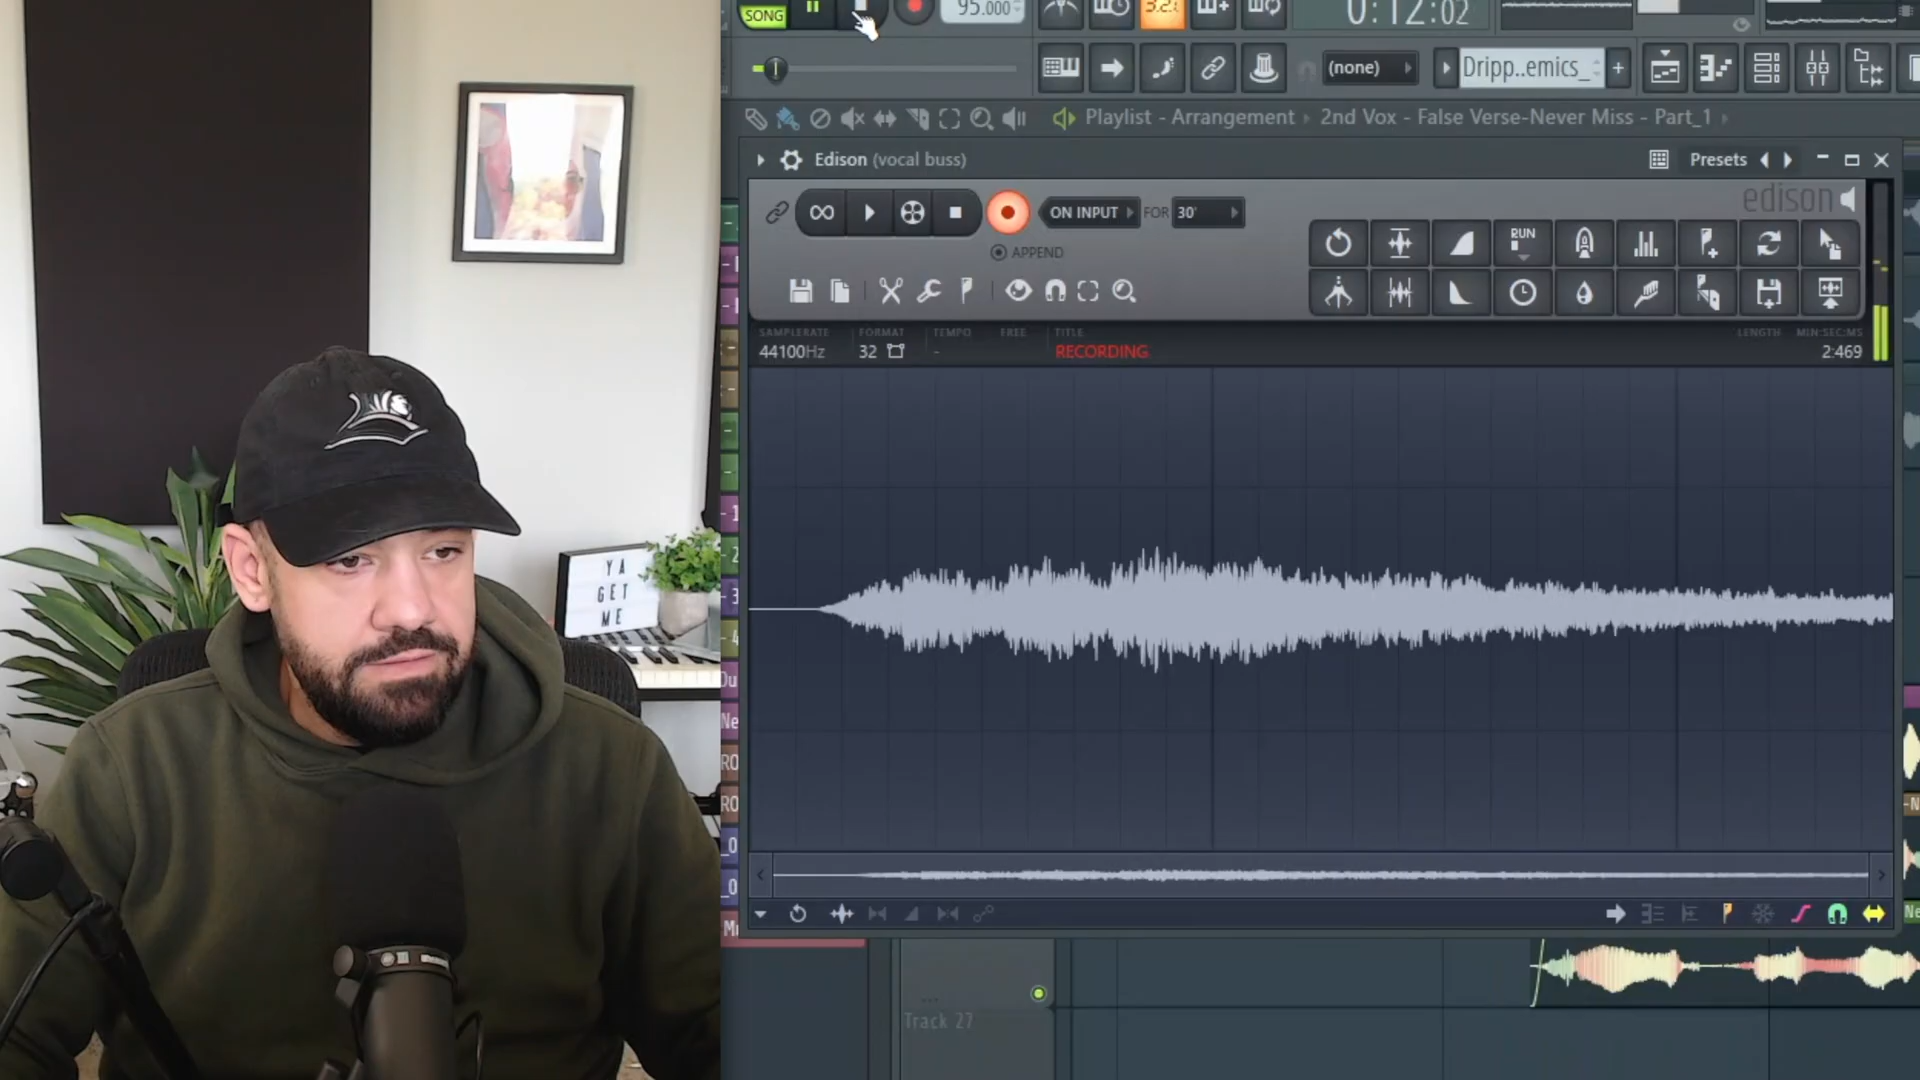 SONG
95.000
3.2.
0:12:02
(none)
Dripp..emics_
+
Playlist - Arrangement
2nd Vox - False Verse-Never Miss - Part_1
Edison (vocal buss)
Presets
edison
ON INPUT
FOR
30'
APPEND
RUN
SAMPLERATE
FORMAT
TEMPO
FREE
TITLE
LENGTH
MIN:SEC:MS
44100Hz
32
-
RECORDING
2:469
YA
GET
ME
Track 27